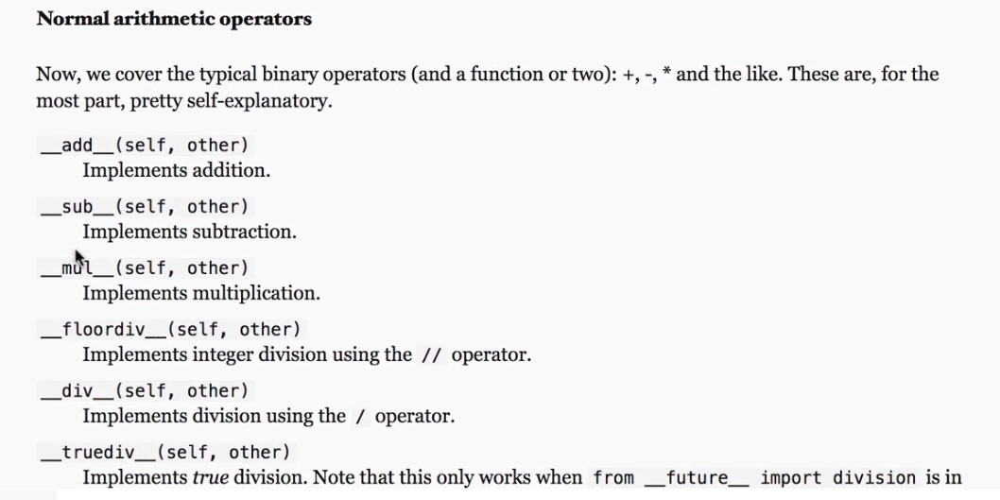 Normal arithmetic operators
Now, we cover the typical binary operators (and a function or two): +, -, * and the like. These are, for the
most part, pretty self-explanatory.
__add__(self, other)
Implements addition.
__sub__(self, other)
Implements subtraction.
__mul__(self, other)
Implements multiplication.
__floordiv__(self, other)
Implements integer division using the // operator.
__div__(self, other)
Implements division using the / operator.
__truediv__(self, other)
Implements true division. Note that this only works when from __future__ import division is in